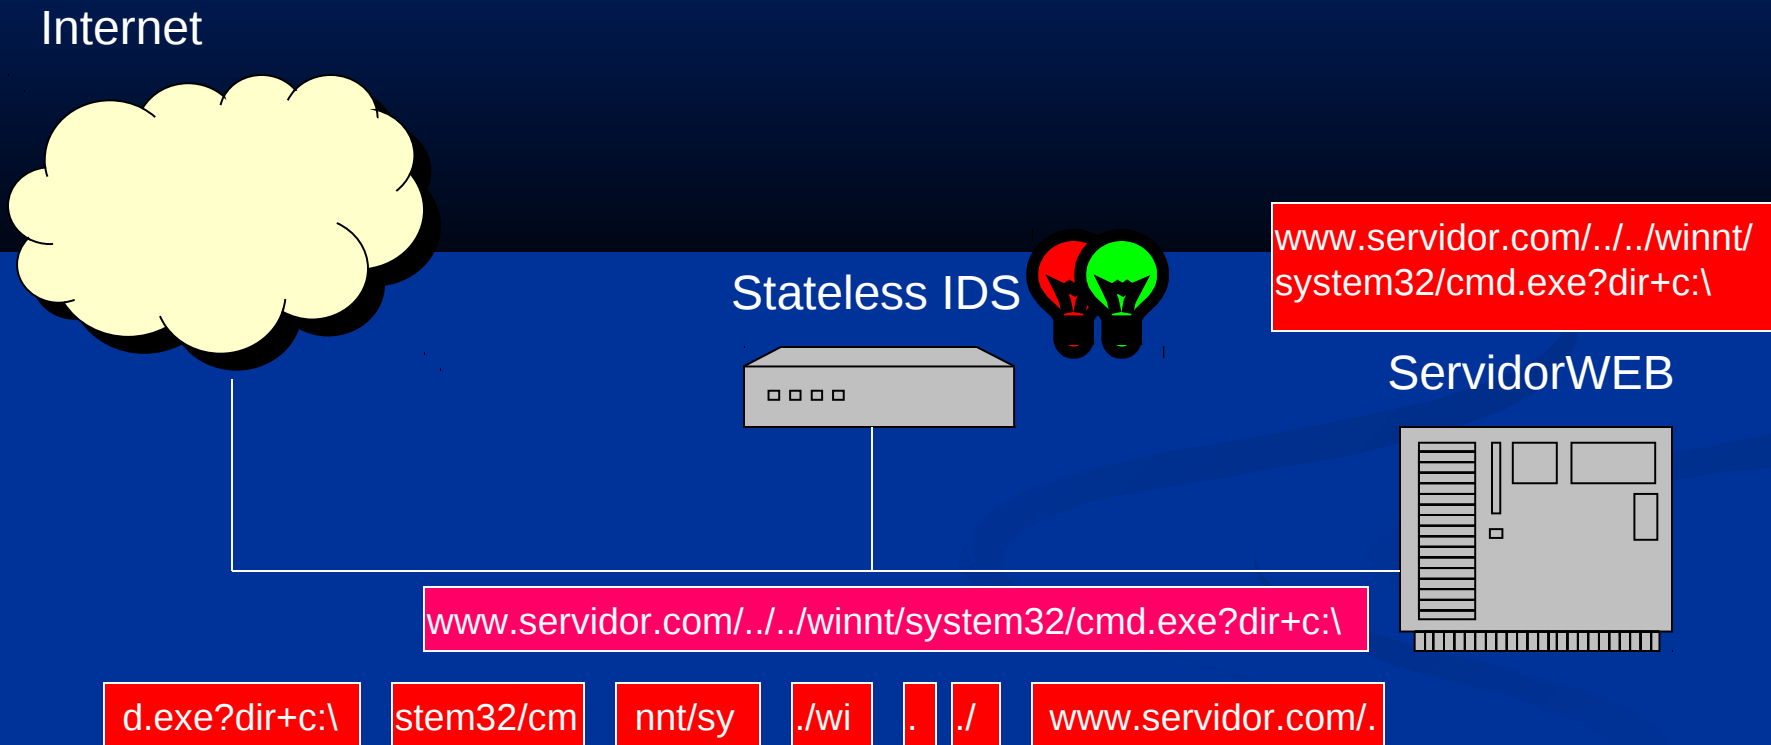 Internet
www.servidor.com/../../winnt/
system32/cmd.exe?dir+c:\
Stateless IDS
ServidorWEB
www.servidor.com/../../winnt/system32/cmd.exe?dir+c:\
d.exe?dir+c:\ stem32/cm nnt/sy ./wi . ./ www.servidor.com/.